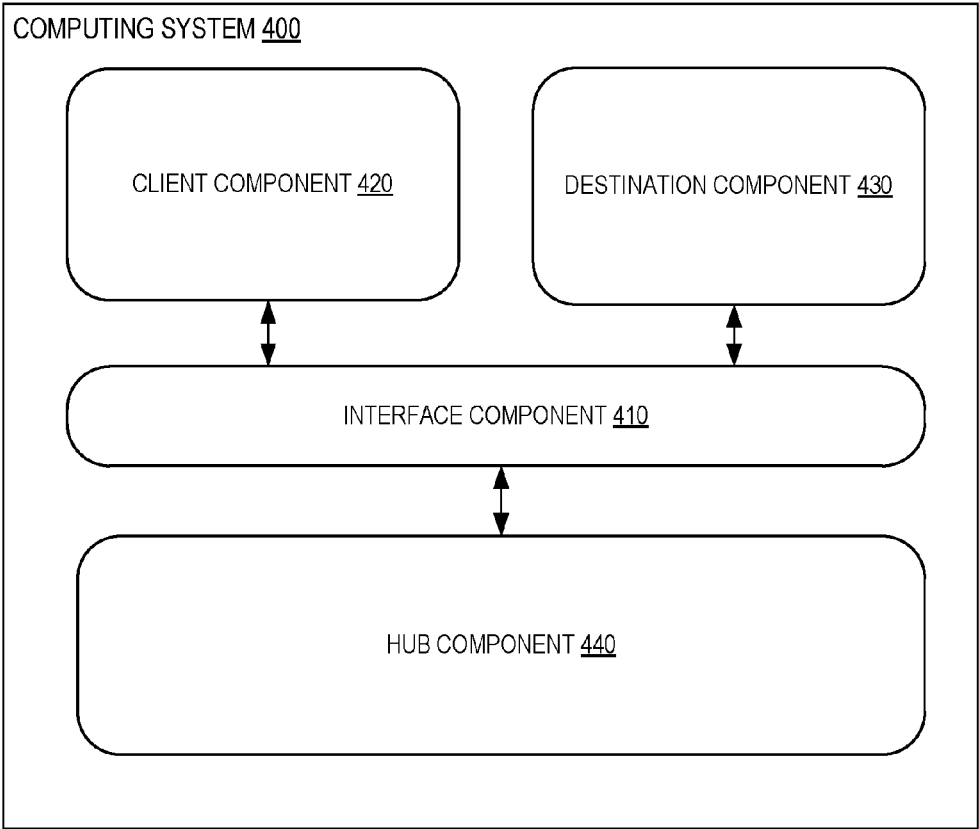 COMPUTING SYSTEM 400
CLIENT COMPONENT 420
DESTINATION COMPONENT 430
INTERFACE COMPONENT 410
HUB COMPONENT 440